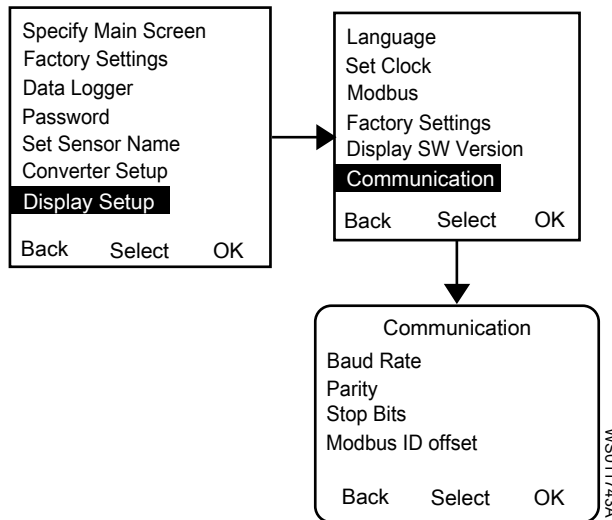 Specify Main Screen
Factory Settings
Data Logger
Password
Set Sensor Name
Converter Setup
Display Setup
Back Select OK
Language
Set Clock
Modbus
Factory Settings
Display SW Version
Communication
Back Select OK
Communication
Baud Rate
Parity
Stop Bits
Modbus ID offset
Back Select OK
WS011743A